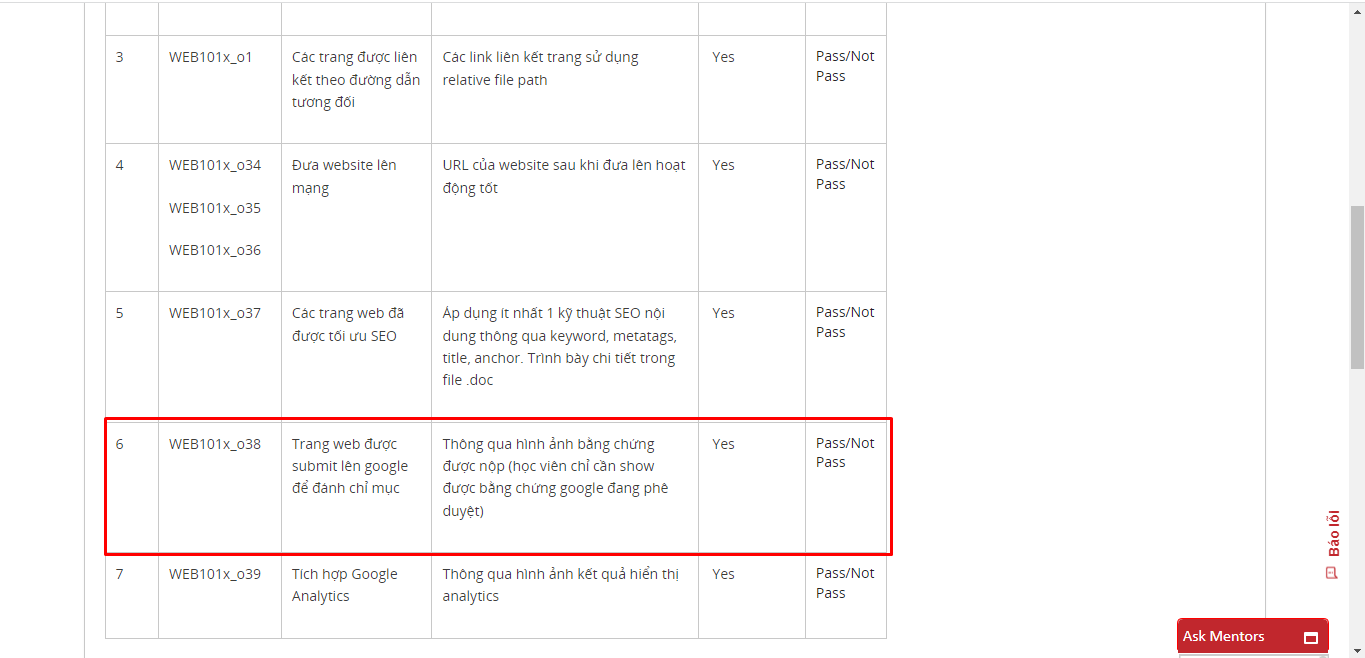 3
WEB101x_o1
Các trang được liên
kết theo đường dẫn
tương đối
Các link liên kết trang sử dụng
relative file path
Yes
Pass/Not
Pass
4
WEB101x_o34
WEB101x_o35
WEB101x_o36
Đưa website lên
mạng
URL của website sau khi đưa lên hoạt
động tốt
Yes
Pass/Not
Pass
5
WEB101x_o37
Các trang web đã
được tối ưu SEO
Áp dụng ít nhất 1 kỹ thuật SEO nội
dung thông qua keyword, metatags,
title, anchor. Trình bày chi tiết trong
file .doc
Yes
Pass/Not
Pass
6
WEB101x_o38
Trang web được
submit lên google
để đánh chỉ mục
Thông qua hình ảnh bằng chứng
được nộp (học viên chỉ cần show
được bằng chứng google đang phê
duyệt)
Yes
Pass/Not
Pass
7
WEB101x_o39
Tích hợp Google
Analytics
Thông qua hình ảnh kết quả hiển thị
analytics
Yes
Pass/Not
Pass
Báo lỗi
Ask Mentors